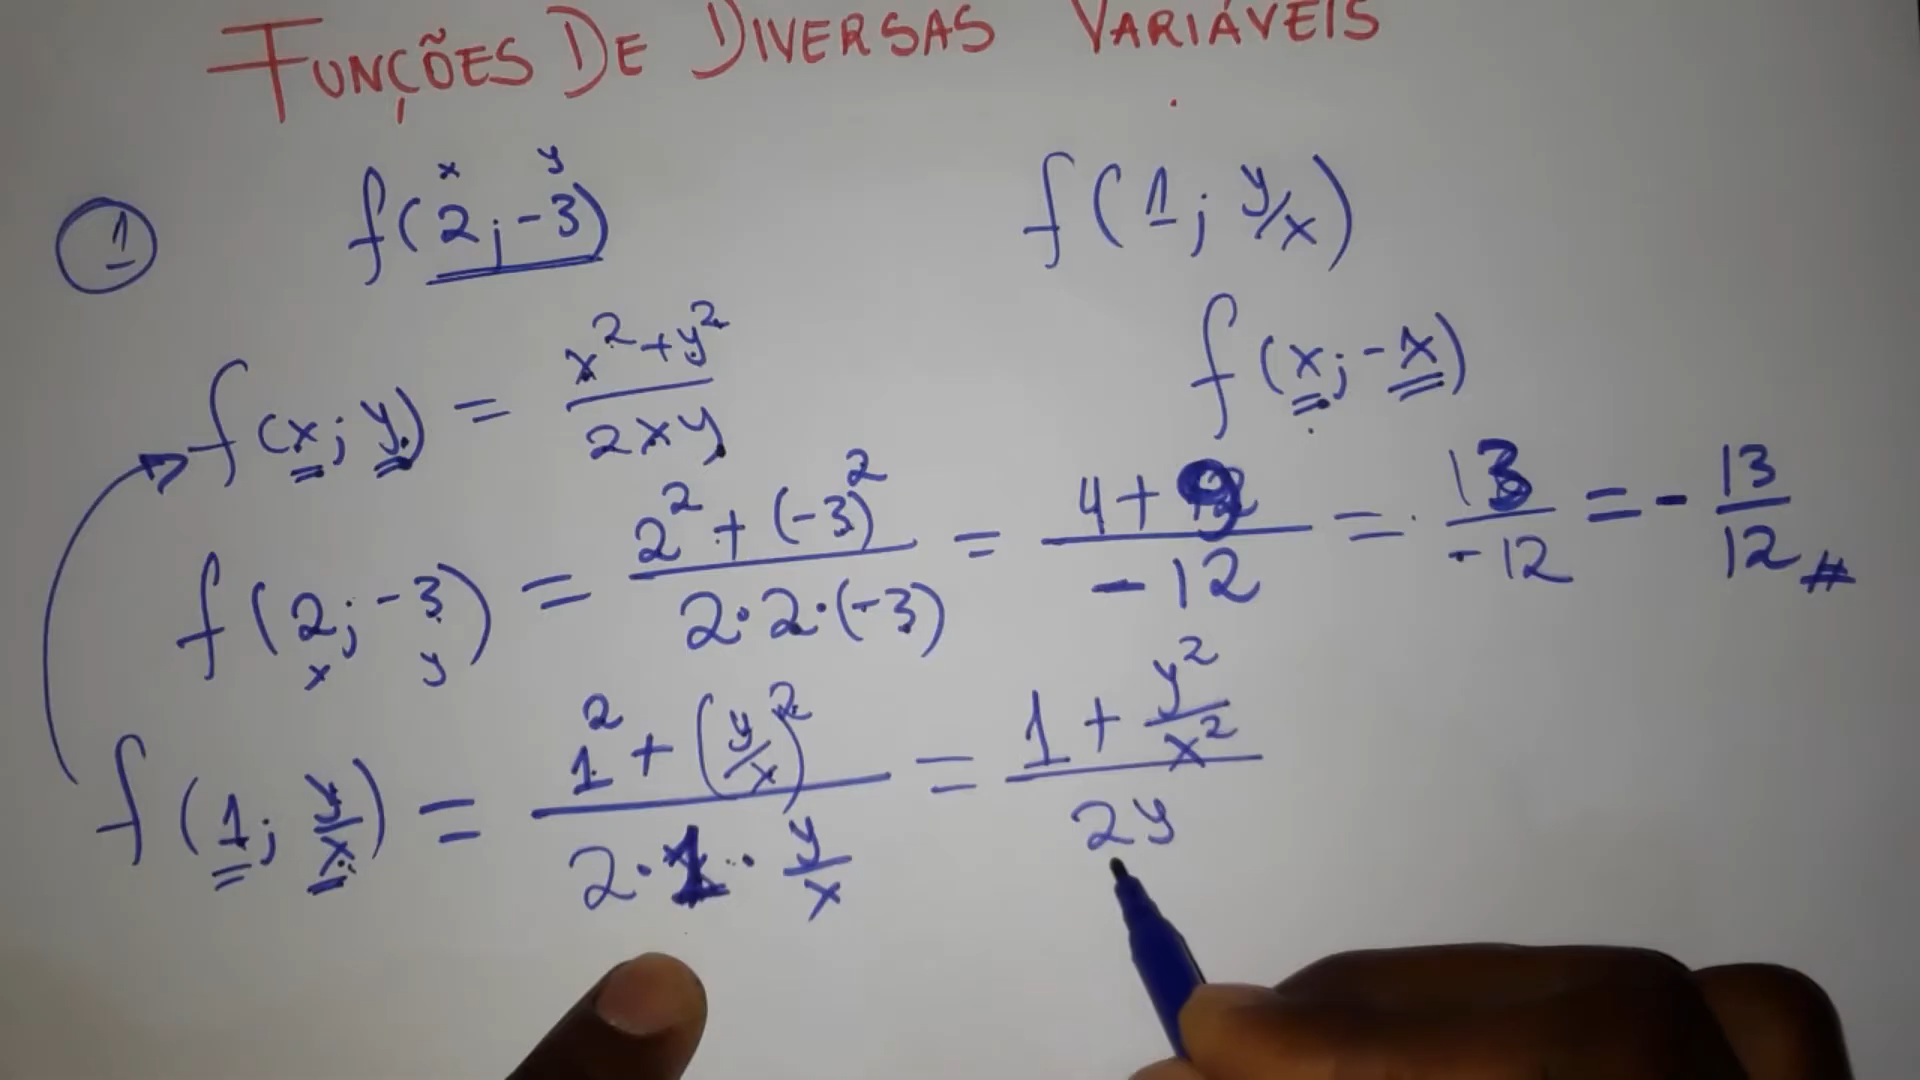 FUNÇÕES DE DIVERSAS VARIÁVEIS
x y
① f(2;-3) f(1; y/x)
f(x; y) = (x²+y²)/(2xy) f(x; -x)
f(2; -3) = (2² + (-3)²)/(2·2·(-3)) = (4+9)/(-12) = 13/(-12) = - 13/12 #
x y
f(1; y/x) = (1² + (y/x)²)/(2·1·y/x) = (1 + y²/x²)/(2y)